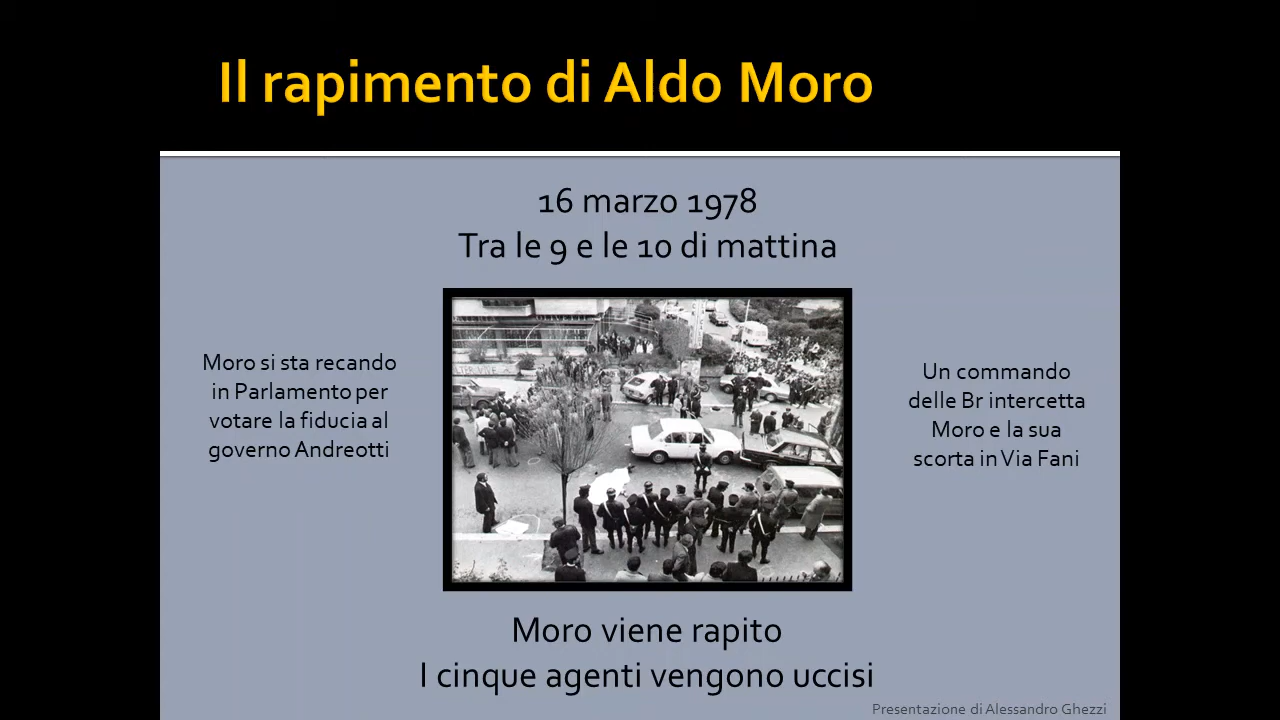 Il rapimento di Aldo Moro
16 marzo 1978
Tra le 9 e le 10 di mattina
Moro si sta recando
in Parlamento per
votare la fiducia al
governo Andreotti
Un commando
delle Br intercetta
Moro e la sua
scorta in Via Fani
Moro viene rapito
I cinque agenti vengono uccisi
Presentazione di Alessandro Ghezzi